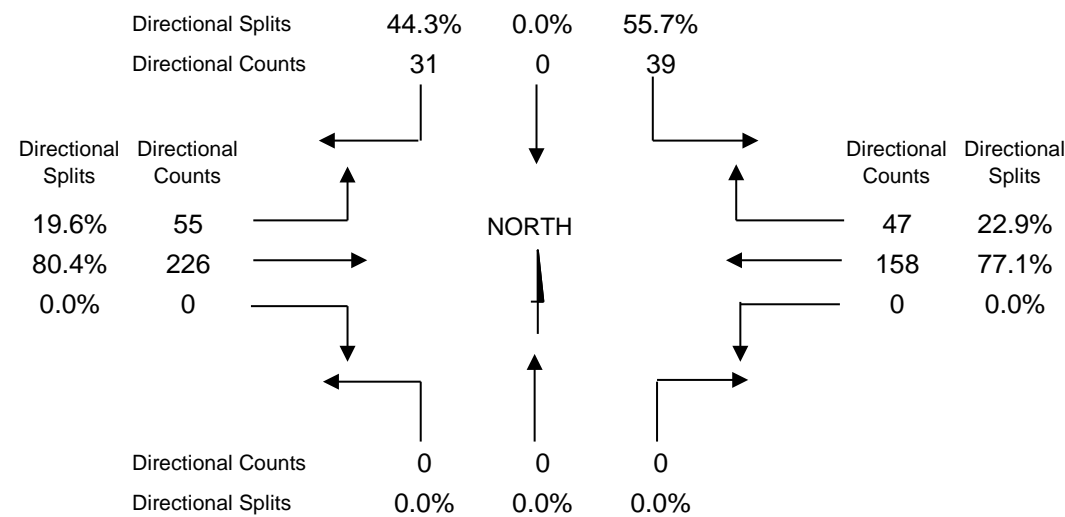 Directional Splits 44.3% 0.0% 55.7%
Directional Counts 31 0 39
Directional Directional Directional Directional
Splits Counts Counts Splits
19.6% 55 NORTH 47 22.9%
80.4% 226 158 77.1%
0.0% 0 0 0.0%
Directional Counts 0 0 0
Directional Splits 0.0% 0.0% 0.0%